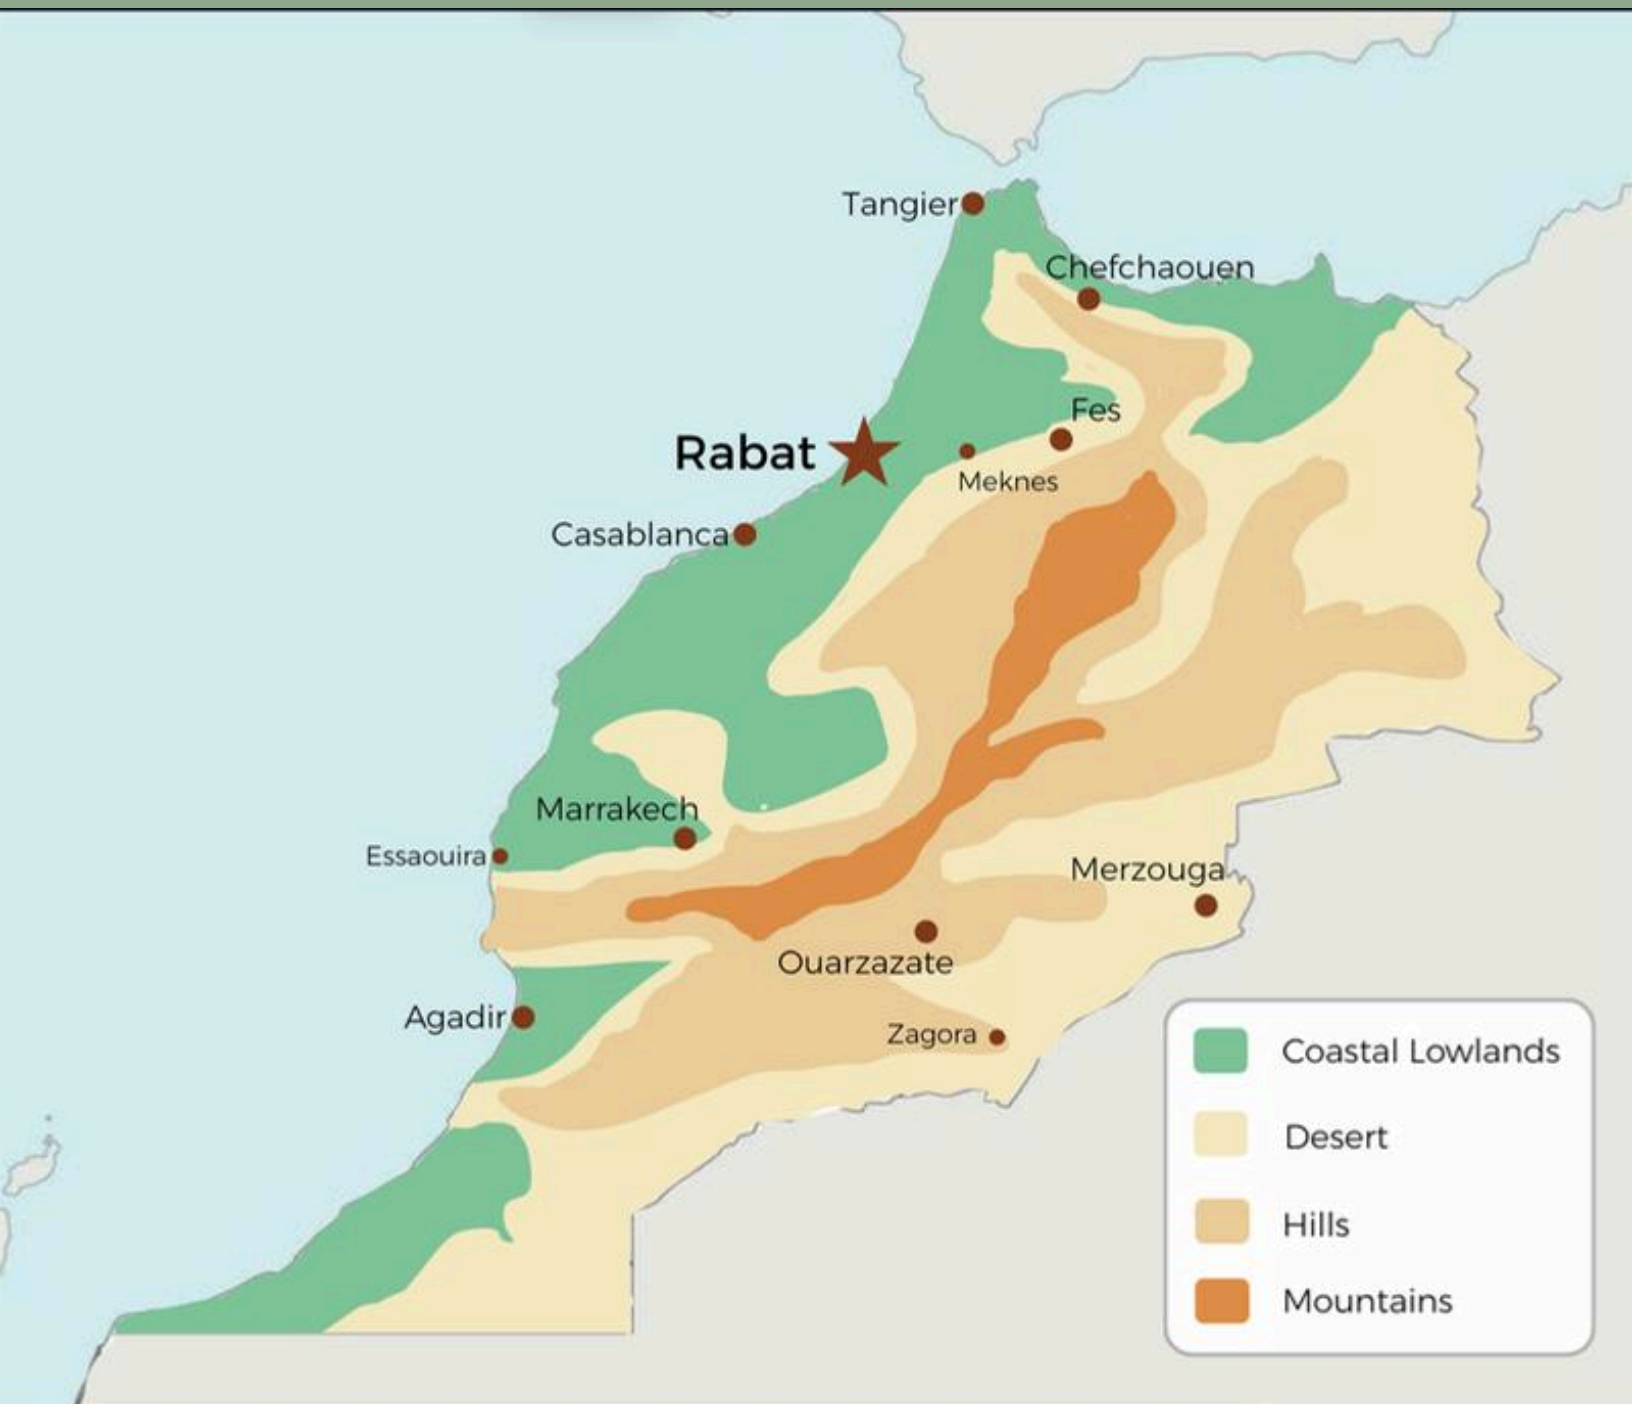 Tangier
Chefchaouen
Fes
Rabat
Meknes
Casablanca
Marrakech
Essaouira
Merzouga
Ouarzazate
Agadir
Zagora
Coastal Lowlands
Desert
Hills
Mountains